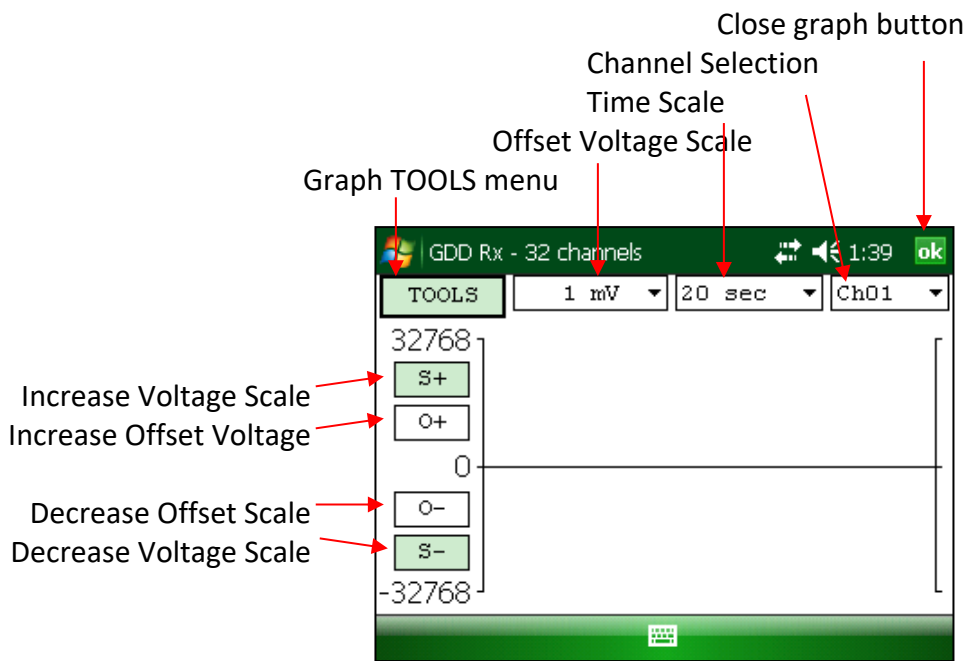 Close graph button
Channel Selection
Time Scale
Offset Voltage Scale
Graph TOOLS menu
GDD Rx - 32 channels 1:39 ok
TOOLS 1 mV 20 sec Ch01
32768
S+
Increase Voltage Scale
O+
Increase Offset Voltage
0
O-
Decrease Offset Scale
S-
Decrease Voltage Scale
-32768